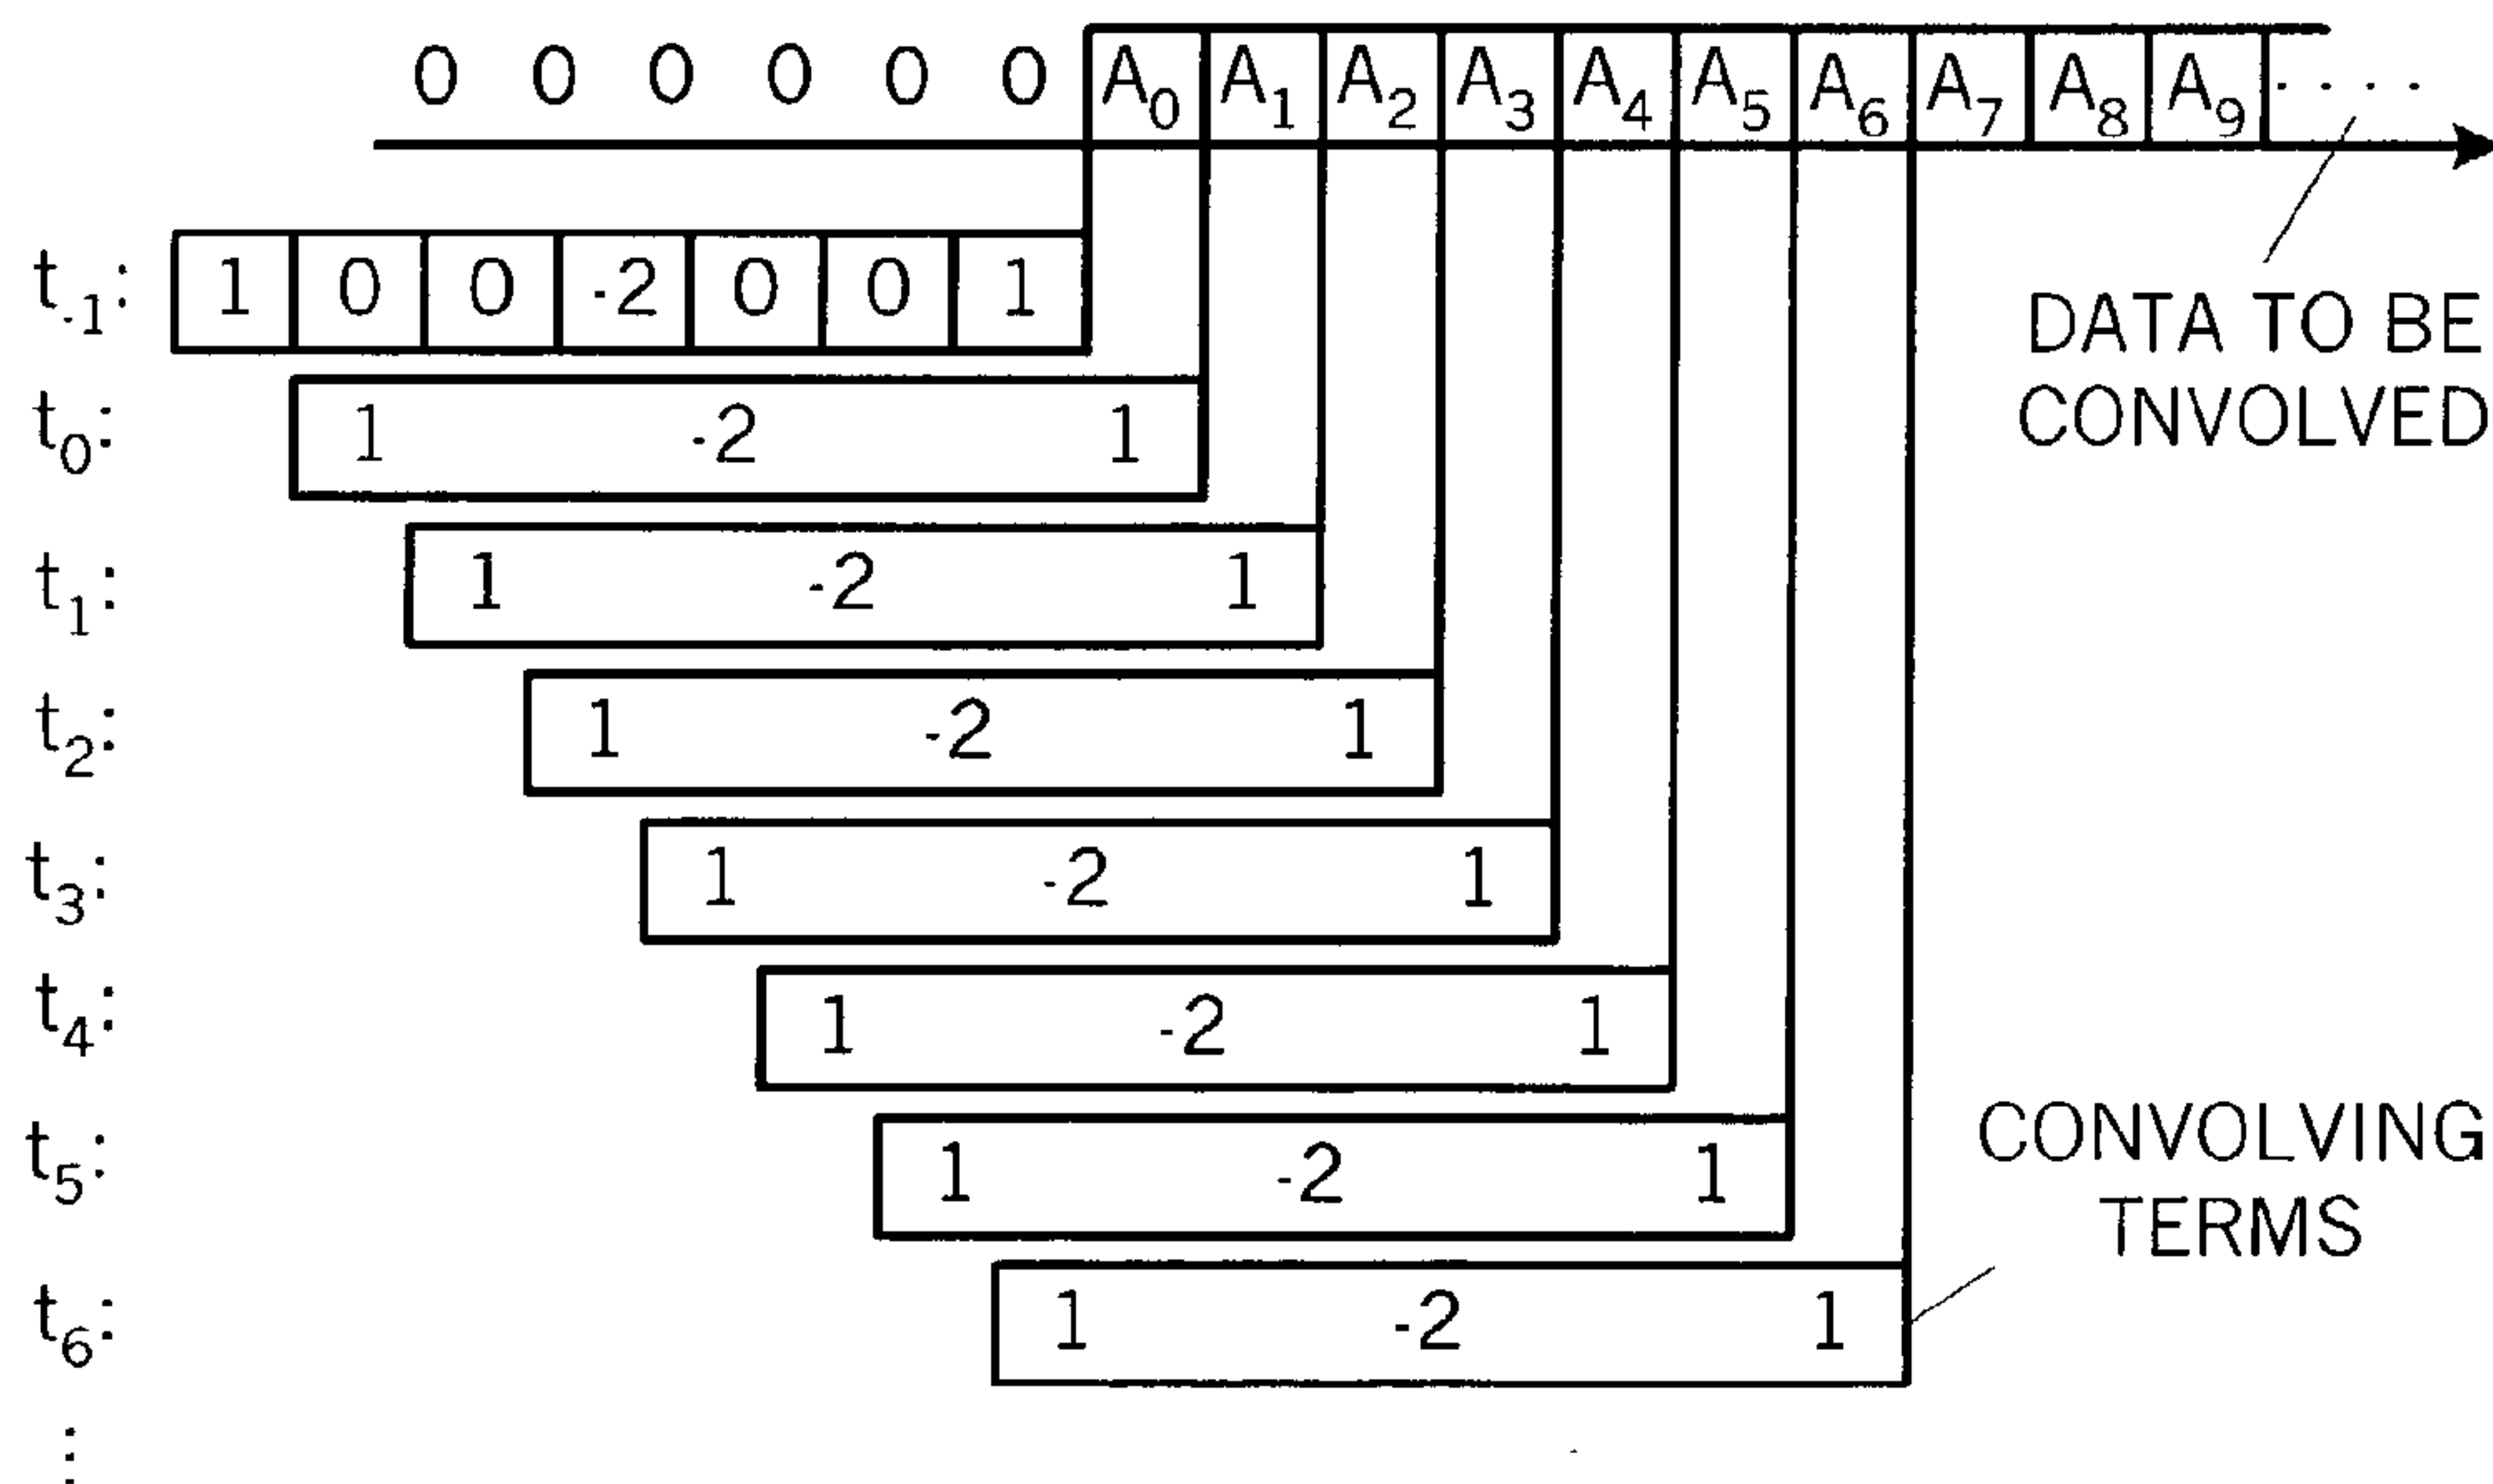 0 0 0 0 0 0 A0 A1 A2 A3 A4 A5 A6 A7 A8 A9 ....
t-1: 1 0 0 -2 0 0 1
DATA TO BE
CONVOLVED
t0: 1 -2 1
t1: 1 -2 1
t2: 1 -2 1
t3: 1 -2 1
t4: 1 -2 1
t5: 1 -2 1
CONVOLVING
TERMS
t6: 1 -2 1
⋮